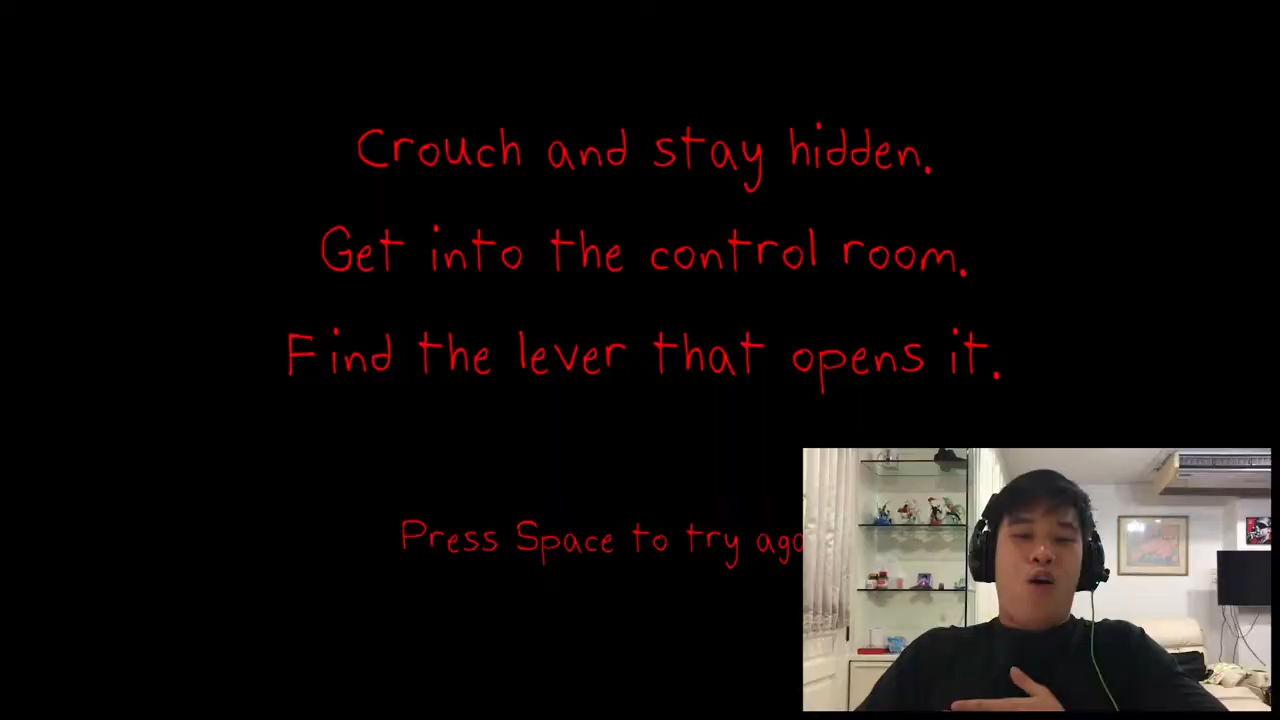 Crouch and stay hidden.
Get into the control room.
Find the lever that opens it.
Press Space to try